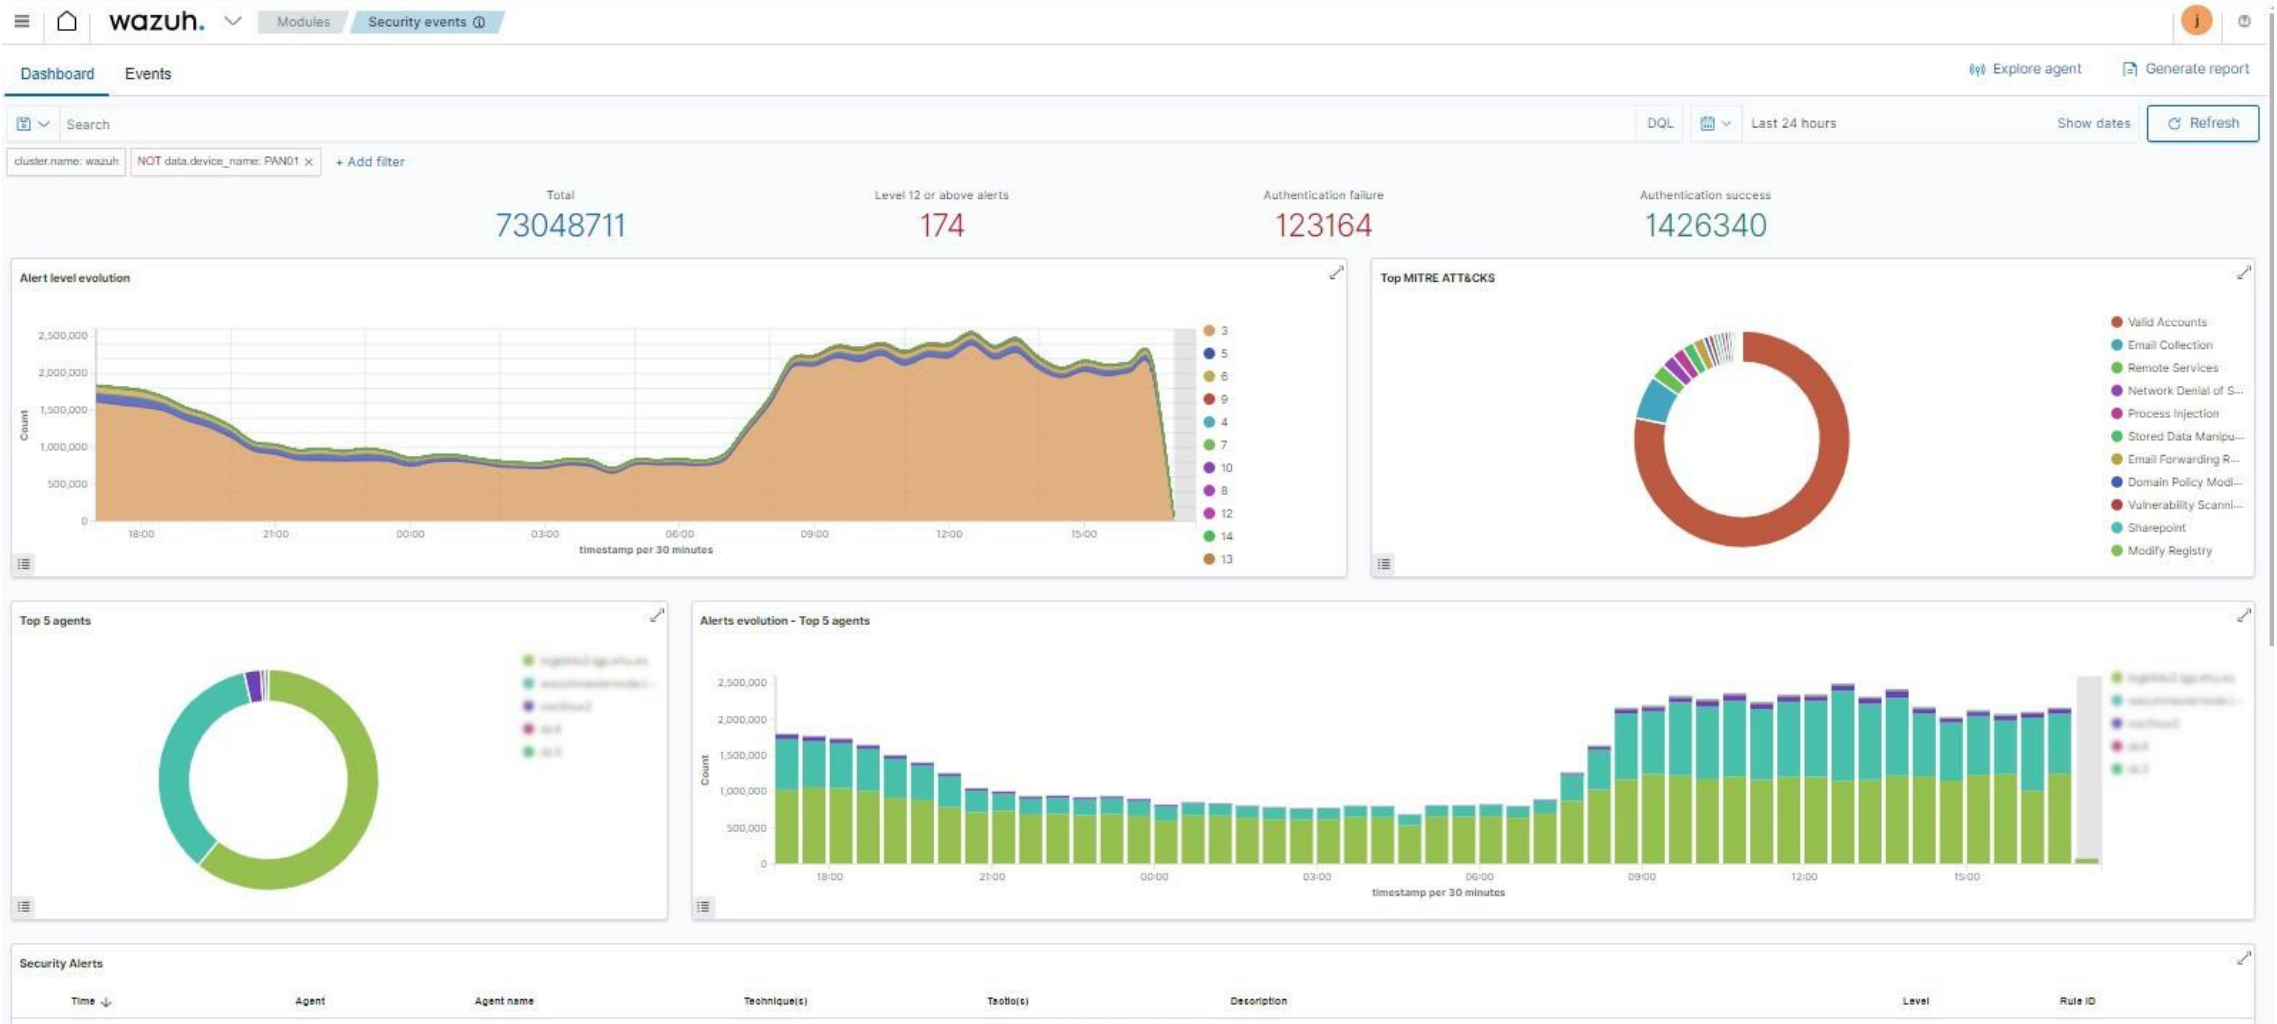 wazuh.
Modules
Security events
j
Dashboard
Events
Explore agent
Generate report
Search
DQL
Last 24 hours
Show dates
Refresh
cluster.name: wazuh
NOT data.device_name: PAN01 ×
+ Add filter
Total
73048711
Level 12 or above alerts
174
Authentication failure
123164
Authentication success
1426340
Alert level evolution
2,500,000
2,000,000
1,500,000
1,000,000
500,000
0
Count
18:00
21:00
00:00
03:00
06:00
09:00
12:00
15:00
timestamp per 30 minutes
3
5
6
9
4
7
10
8
12
14
13
Top MITRE ATT&CKS
Valid Accounts
Email Collection
Remote Services
Network Denial of S...
Process Injection
Stored Data Manipu...
Email Forwarding R...
Domain Policy Modi...
Vulnerability Scanni...
Sharepoint
Modify Registry
Top 5 agents
Alerts evolution - Top 5 agents
2,500,000
2,000,000
1,500,000
1,000,000
500,000
0
Count
18:00
21:00
00:00
03:00
06:00
09:00
12:00
15:00
timestamp per 30 minutes
Security Alerts
Time
Agent
Agent name
Technique(s)
Tactic(s)
Description
Level
Rule ID